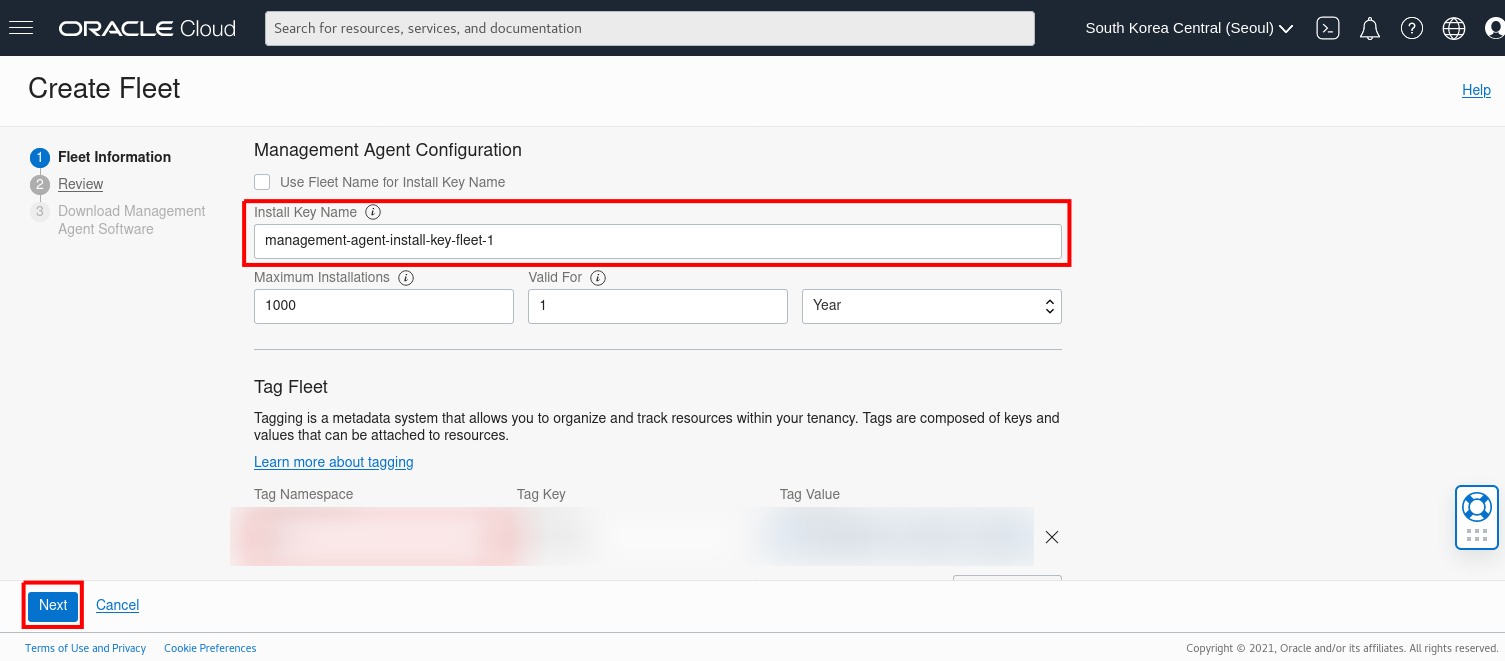 ORACLE Cloud
Search for resources, services, and documentation
South Korea Central (Seoul)
Create Fleet
Help
1 Fleet Information
2 Review
3 Download Management
Agent Software
Management Agent Configuration
Use Fleet Name for Install Key Name
Install Key Name
management-agent-install-key-fleet-1
Maximum Installations
Valid For
1000
1
Year
Tag Fleet
Tagging is a metadata system that allows you to organize and track resources within your tenancy. Tags are composed of keys and
values that can be attached to resources.
Learn more about tagging
Tag Namespace
Tag Key
Tag Value
Next
Cancel
Terms of Use and Privacy
Cookie Preferences
Copyright © 2021, Oracle and/or its affiliates. All rights reserved.